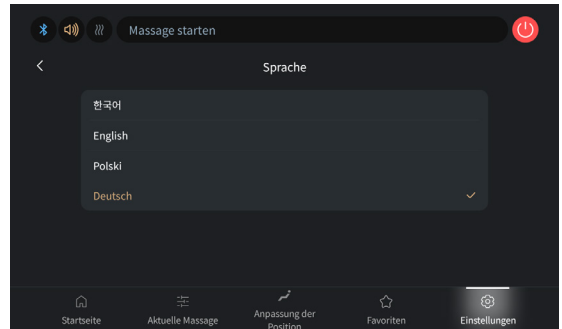 Massage starten
Sprache
한국어
English
Polski
Deutsch
Startseite
Aktuelle Massage
Anpassung der
Position
Favoriten
Einstellungen